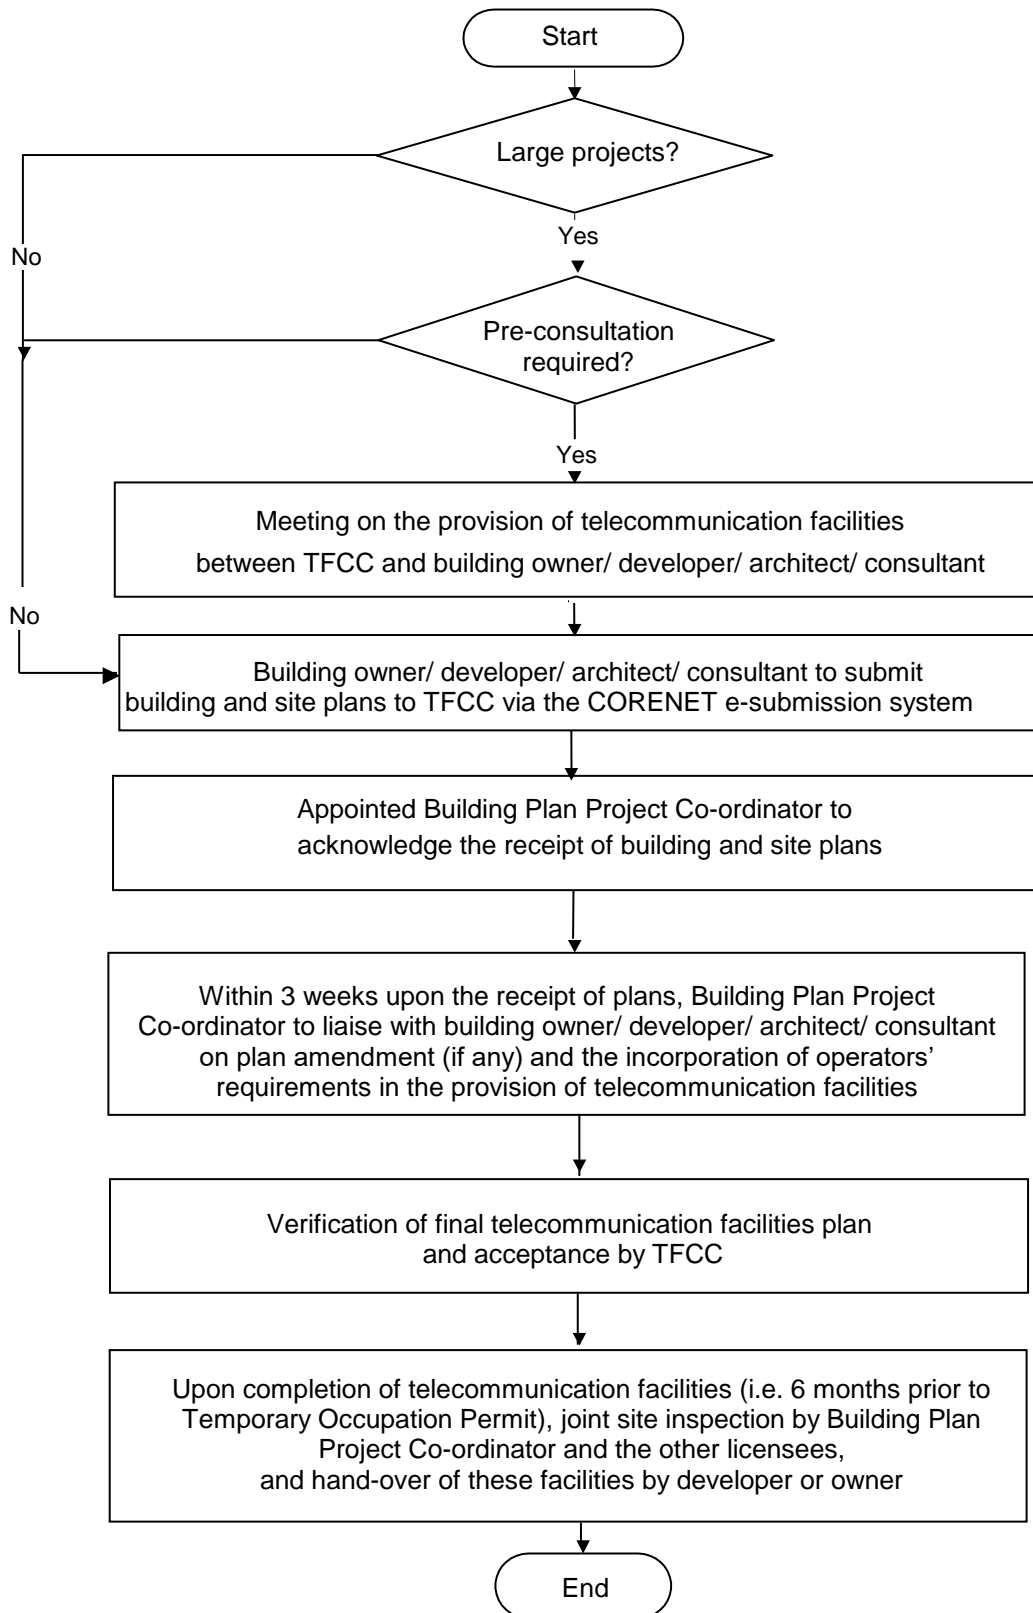 Start
Large projects?
Yes
No
Pre-consultation
required?
Yes
Meeting on the provision of telecommunication facilities
between TFCC and building owner/ developer/ architect/ consultant
No
Building owner/ developer/ architect/ consultant to submit
building and site plans to TFCC via the CORENET e-submission system
Appointed Building Plan Project Co-ordinator to
acknowledge the receipt of building and site plans
Within 3 weeks upon the receipt of plans, Building Plan Project
Co-ordinator to liaise with building owner/ developer/ architect/ consultant
on plan amendment (if any) and the incorporation of operators’
requirements in the provision of telecommunication facilities
Verification of final telecommunication facilities plan
and acceptance by TFCC
Upon completion of telecommunication facilities (i.e. 6 months prior to
Temporary Occupation Permit), joint site inspection by Building Plan
Project Co-ordinator and the other licensees,
and hand-over of these facilities by developer or owner
End